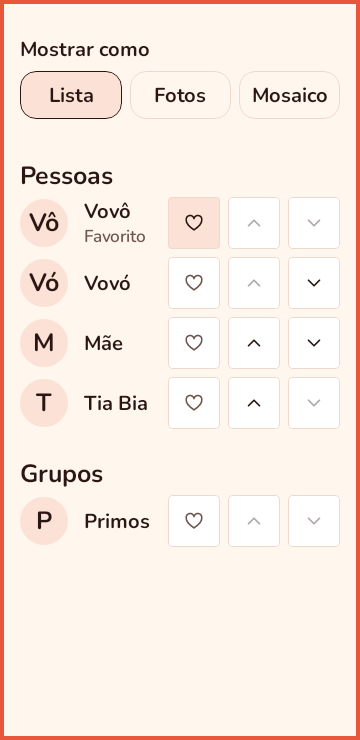 Mostrar como
Lista Fotos Mosaico
Pessoas
Vô Vovô
Favorito
Vó Vovó
M Mãe
T Tia Bia
Grupos
P Primos